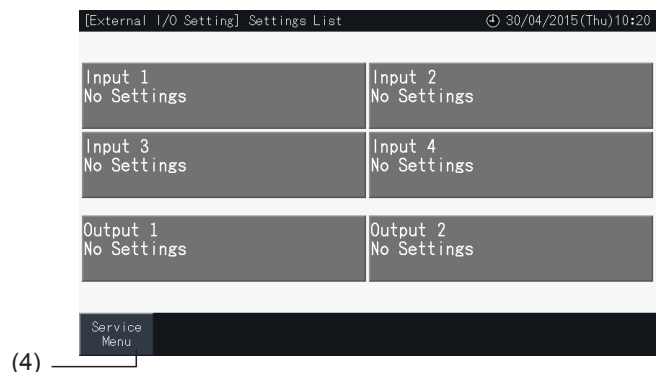 [External I/O Setting] Settings List 30/04/2015(Thu)10:20
Input 1 Input 2
No Settings No Settings
Input 3 Input 4
No Settings No Settings
Output 1 Output 2
No Settings No Settings
Service
Menu
(4)